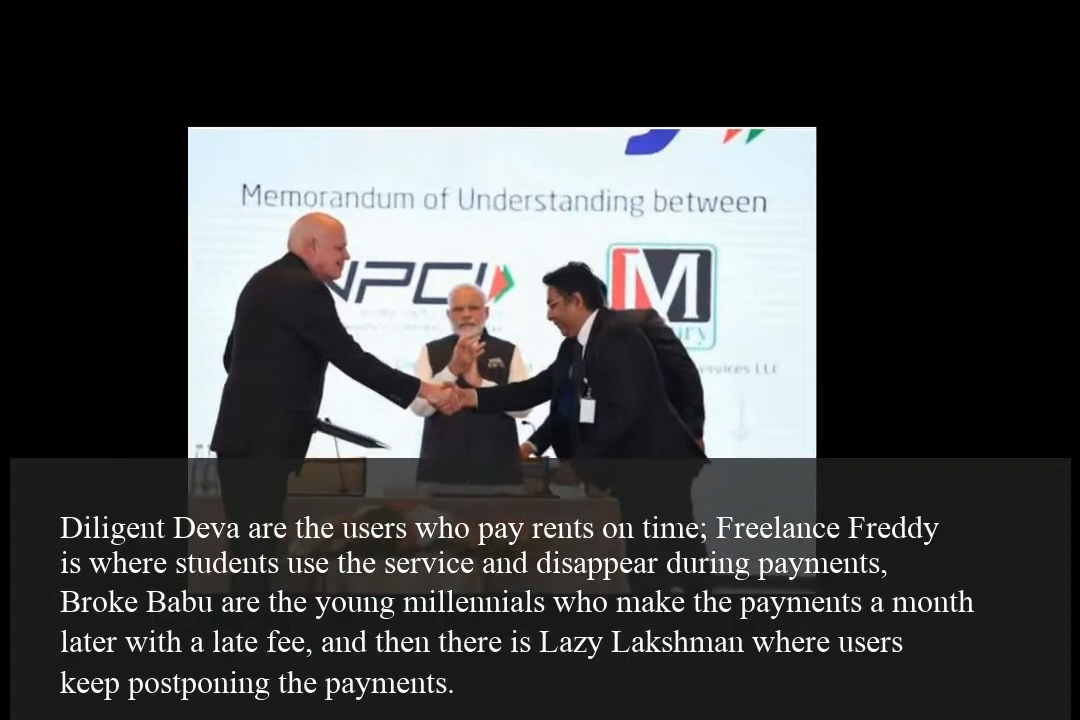 Memorandum of Understanding between
NPCI
M
ervices LLC
Diligent Deva are the users who pay rents on time; Freelance Freddy
is where students use the service and disappear during payments,
Broke Babu are the young millennials who make the payments a month
later with a late fee, and then there is Lazy Lakshman where users
keep postponing the payments.